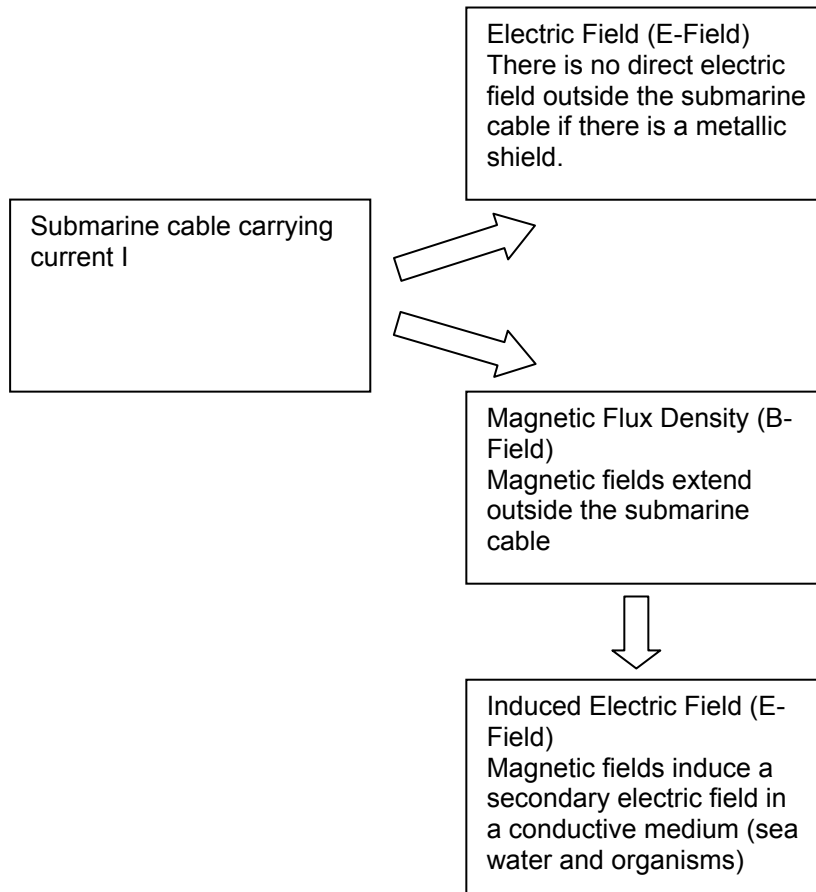 Electric Field (E-Field)
There is no direct electric
field outside the submarine
cable if there is a metallic
shield.
Submarine cable carrying
current I
Magnetic Flux Density (B-
Field)
Magnetic fields extend
outside the submarine
cable
Induced Electric Field (E-
Field)
Magnetic fields induce a
secondary electric field in
a conductive medium (sea
water and organisms)